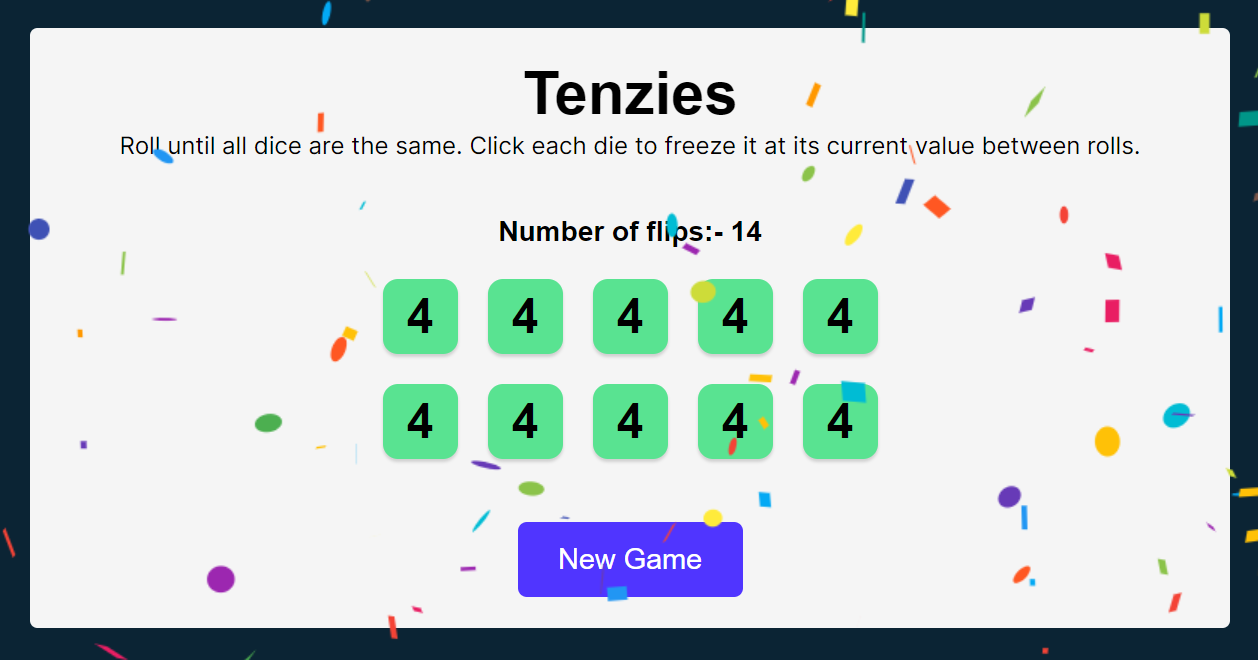 Tenzies
Roll until all dice are the same. Click each die to freeze it at its current value between rolls.
Number of flips:- 14
4 4 4 4 4
4 4 4 4 4
New Game